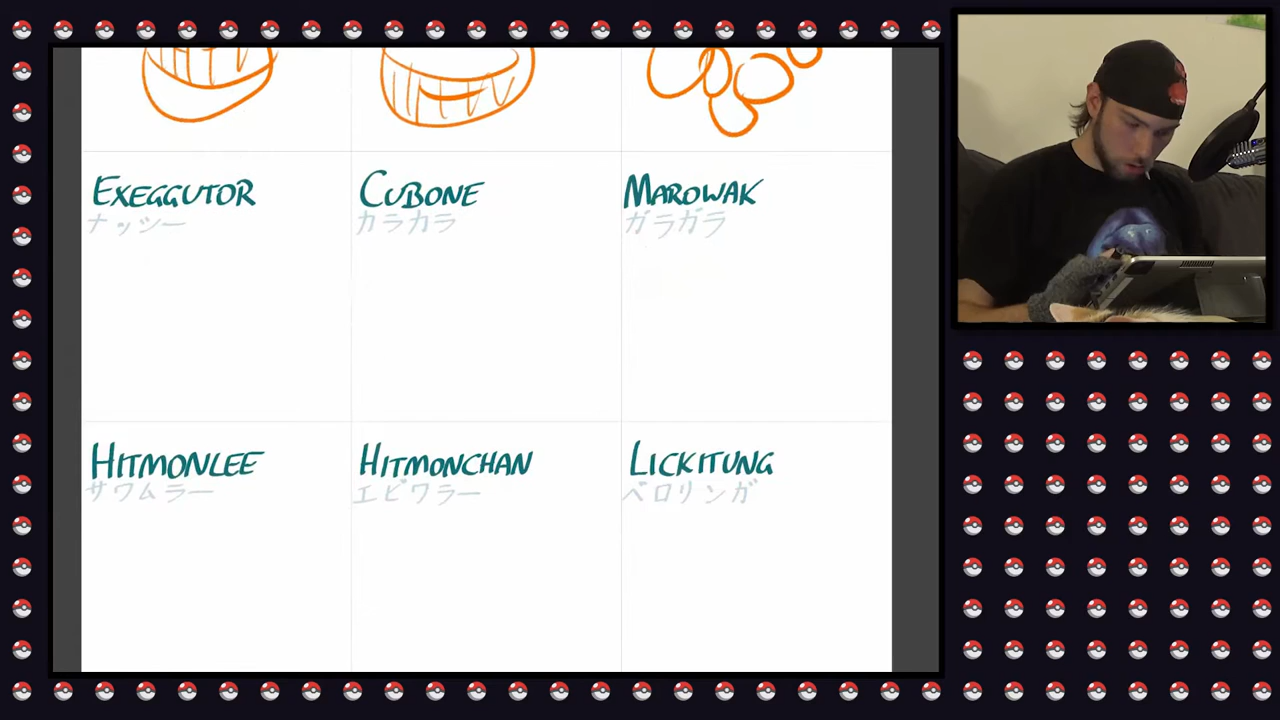 EXEGGUTOR
ナッシー
CUBONE
カラカラ
MAROWAK
ガラガラ
HITMONLEE
サワムラー
HITMONCHAN
エビワラー
LICKITUNG
ベロリンガ